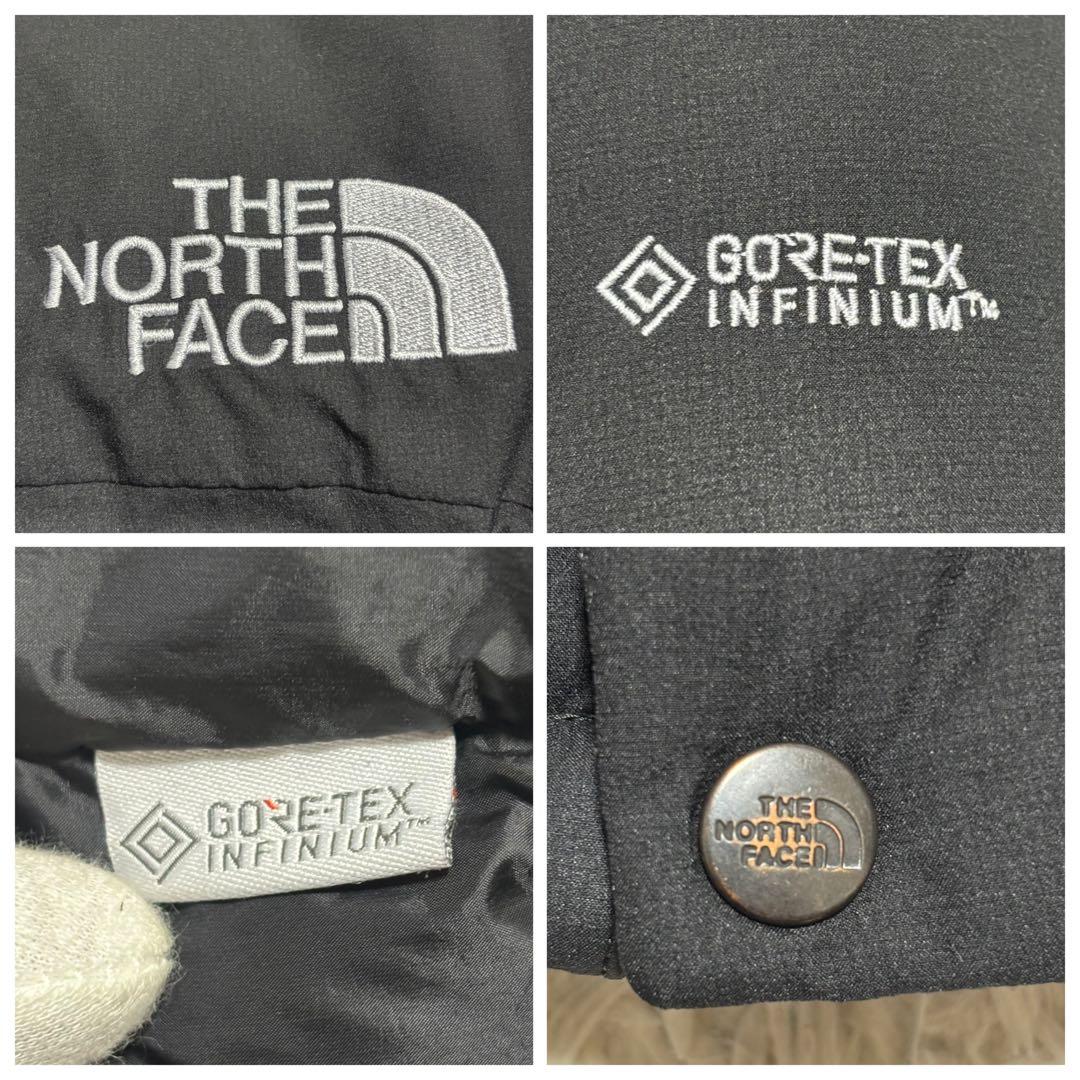 THE
NORTH
FACE
GORE-TEX
INFINIUM™
GORE-TEX
INFINIUM™
THE
NORTH
FACE